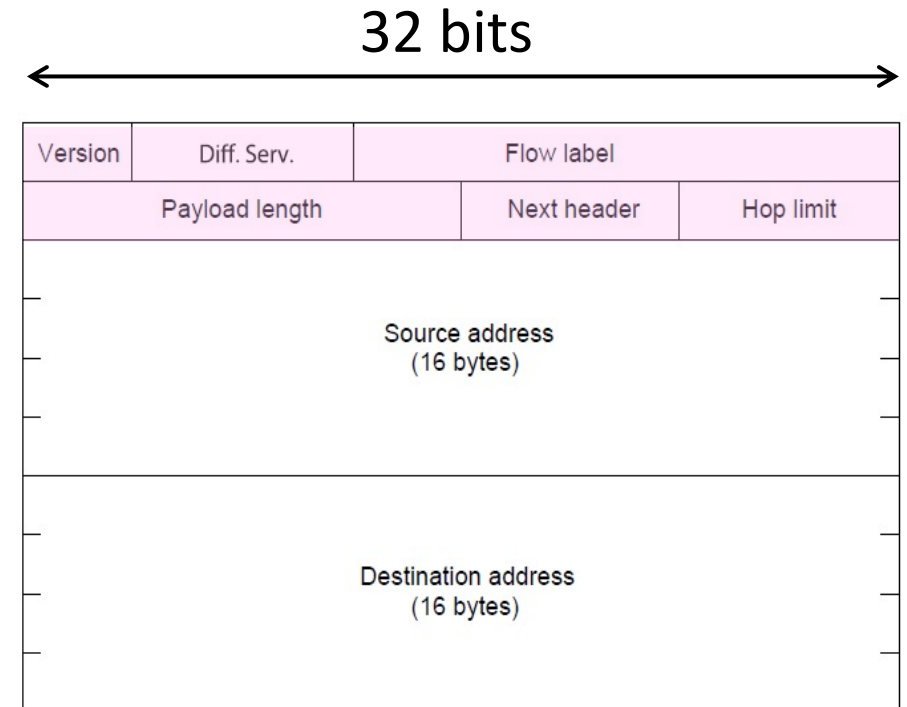 32 bits
Version Diff. Serv. Flow label
Payload length Next header Hop limit
Source address
(16 bytes)
Destination address
(16 bytes)